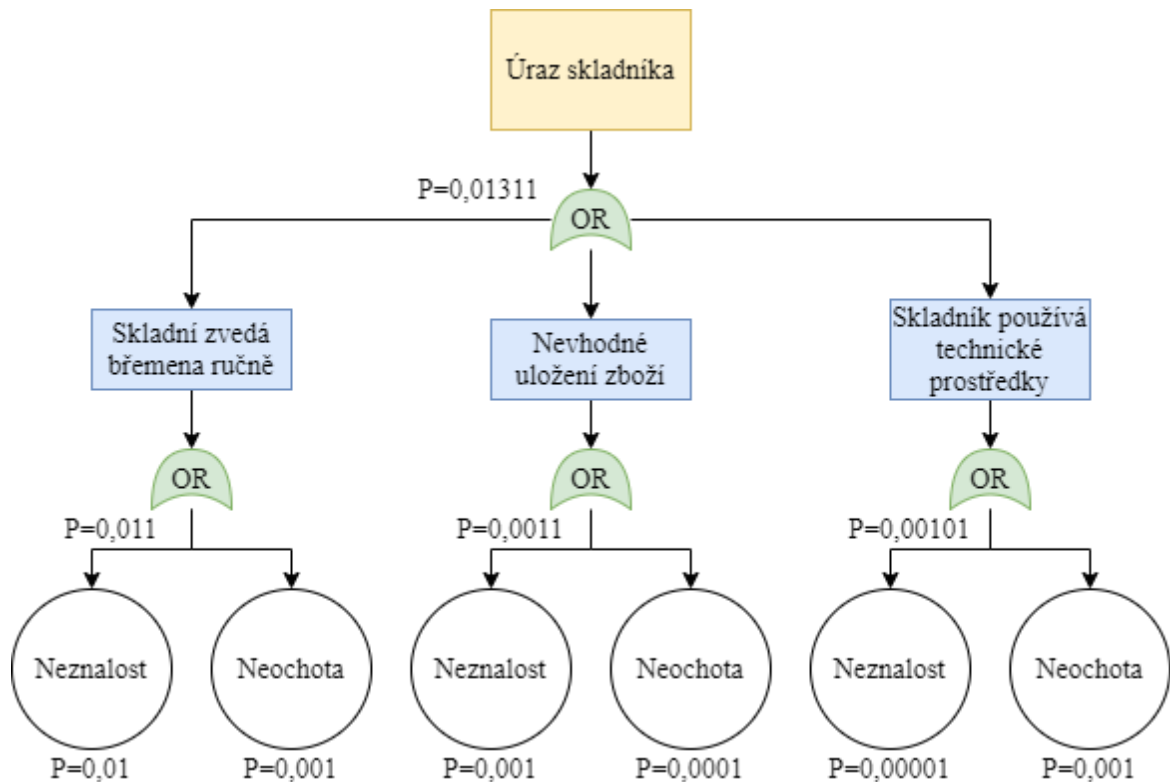 Úraz skladníka
P=0,01311
OR
Skladní zvedá
břemena ručně
Nevhodné
uložení zboží
Skladník používá
technické
prostředky
OR
OR
OR
P=0,011
P=0,0011
P=0,00101
Neznalost
Neochota
Neznalost
Neochota
Neznalost
Neochota
P=0,01
P=0,001
P=0,001
P=0,0001
P=0,00001
P=0,001